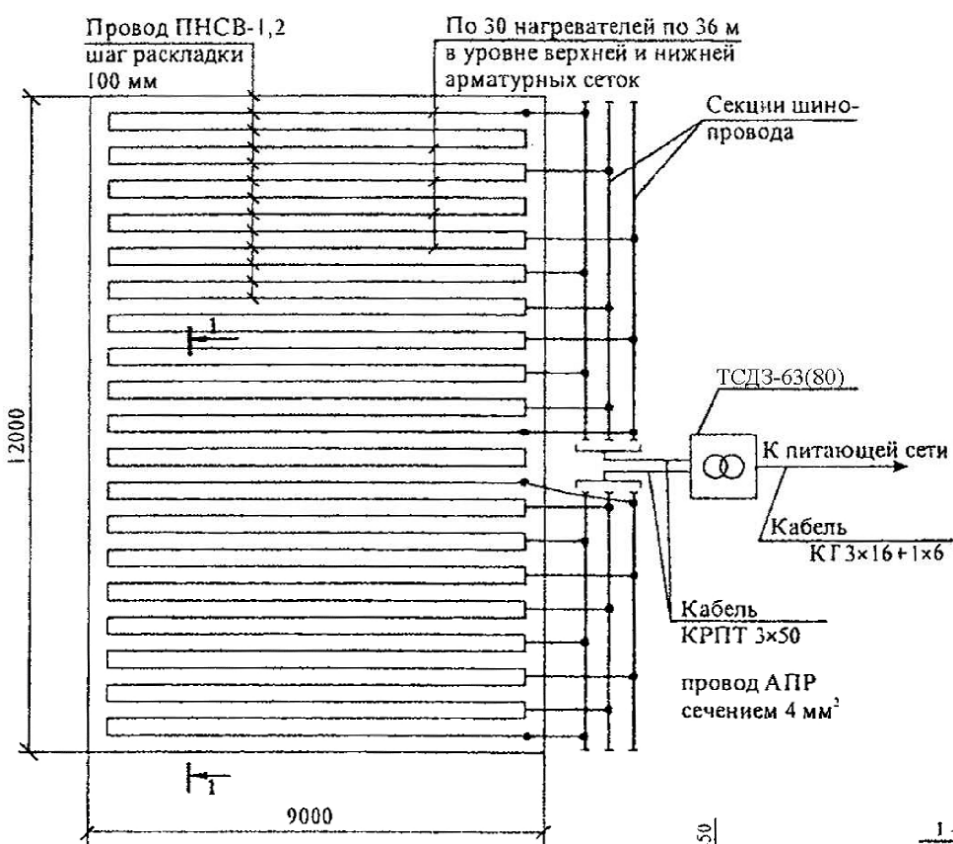 Провод ПНСВ-1,2
шаг раскладки
100 мм
По 30 нагревателей по 36 м
в уровне верхней и нижней
арматурных сеток
Секции шино-
провода
1
ТСДЗ-63(80)
К питающей сети
Кабель
КГ 3×16+1×6
Кабель
КРПТ 3×50
провод АПР
сечением 4 мм²
12000
1
9000
50
1